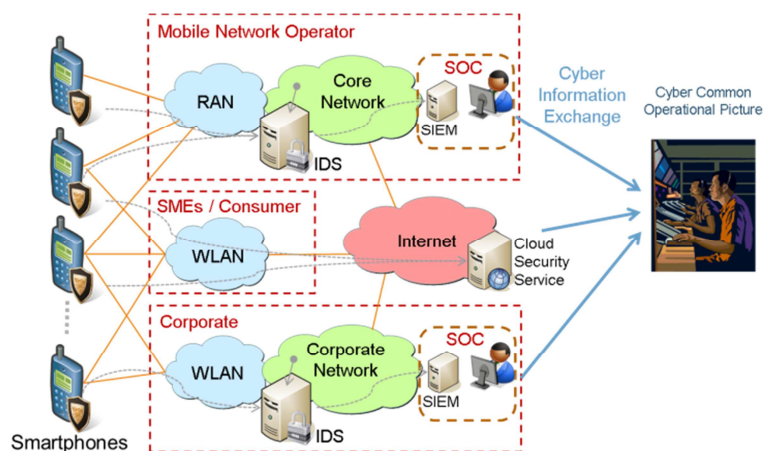 Mobile Network Operator
SOC
RAN
Core
Network
SIEM
IDS
Cyber
Information
Exchange
Cyber Common
Operational Picture
SMEs / Consumer
WLAN
Internet
Cloud
Security
Service
Corporate
SOC
WLAN
Corporate
Network
SIEM
IDS
Smartphones